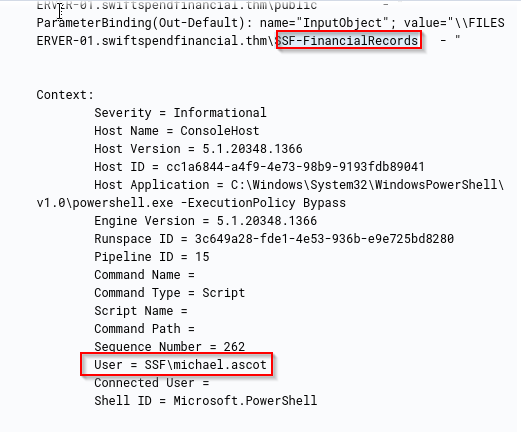 ERVER-01.swiftspendfinancial.thm\public          -
ParameterBinding(Out-Default): name="InputObject"; value="\\FILES
ERVER-01.swiftspendfinancial.thm\SSF-FinancialRecords   - "
Context:
Severity = Informational
Host Name = ConsoleHost
Host Version = 5.1.20348.1366
Host ID = cc1a6844-a4f9-4e73-98b9-9193fdb89041
Host Application = C:\Windows\System32\WindowsPowerShell\
v1.0\powershell.exe -ExecutionPolicy Bypass
Engine Version = 5.1.20348.1366
Runspace ID = 3c649a28-fde1-4e53-936b-e9e725bd8280
Pipeline ID = 15
Command Name =
Command Type = Script
Script Name =
Command Path =
Sequence Number = 262
User = SSF\michael.ascot
Connected User =
Shell ID = Microsoft.PowerShell